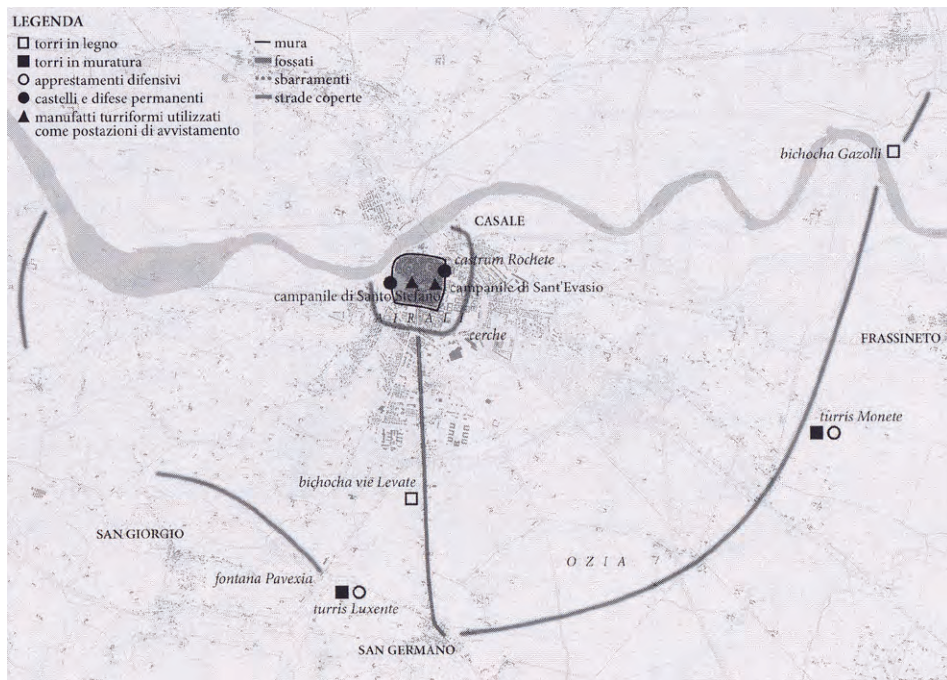 LEGENDA
torri in legno
torri in muratura
apprestamenti difensivi
castelli e difese permanenti
manufatti turriformi utilizzati
come postazioni di avvistamento
mura
fossati
sbarramenti
strade coperte
bichocha Gazolli
CASALE
castrum Rochete
campanile di Santo Stefano
campanile di Sant'Evasio
AIRALI
cerche
FRASSINETO
turris Monete
bichocha vie Levate
SAN GIORGIO
OZIA
fontana Pavexia
turris Luxente
SAN GERMANO